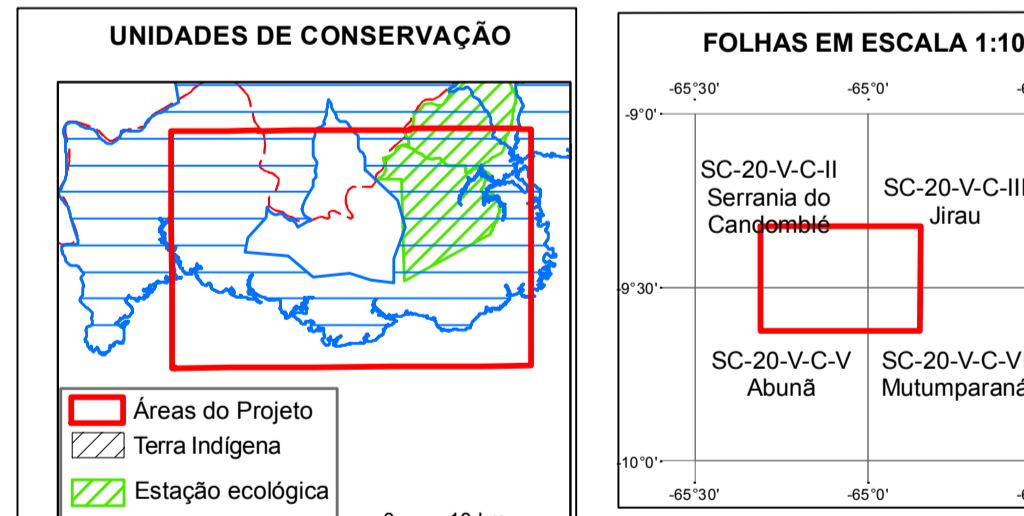 UNIDADES DE CONSERVAÇÃO
Áreas do Projeto
Terra Indígena
Estação ecológica
FOLHAS EM ESCALA 1:10
-65°30'
-65°0'
-9°0'
SC-20-V-C-II
Serrania do
Candomblé
SC-20-V-C-III
Jirau
-9°30'
SC-20-V-C-V
Abunã
SC-20-V-C-VI
Mutumparaná
-10°0'
-65°30'
-65°0'